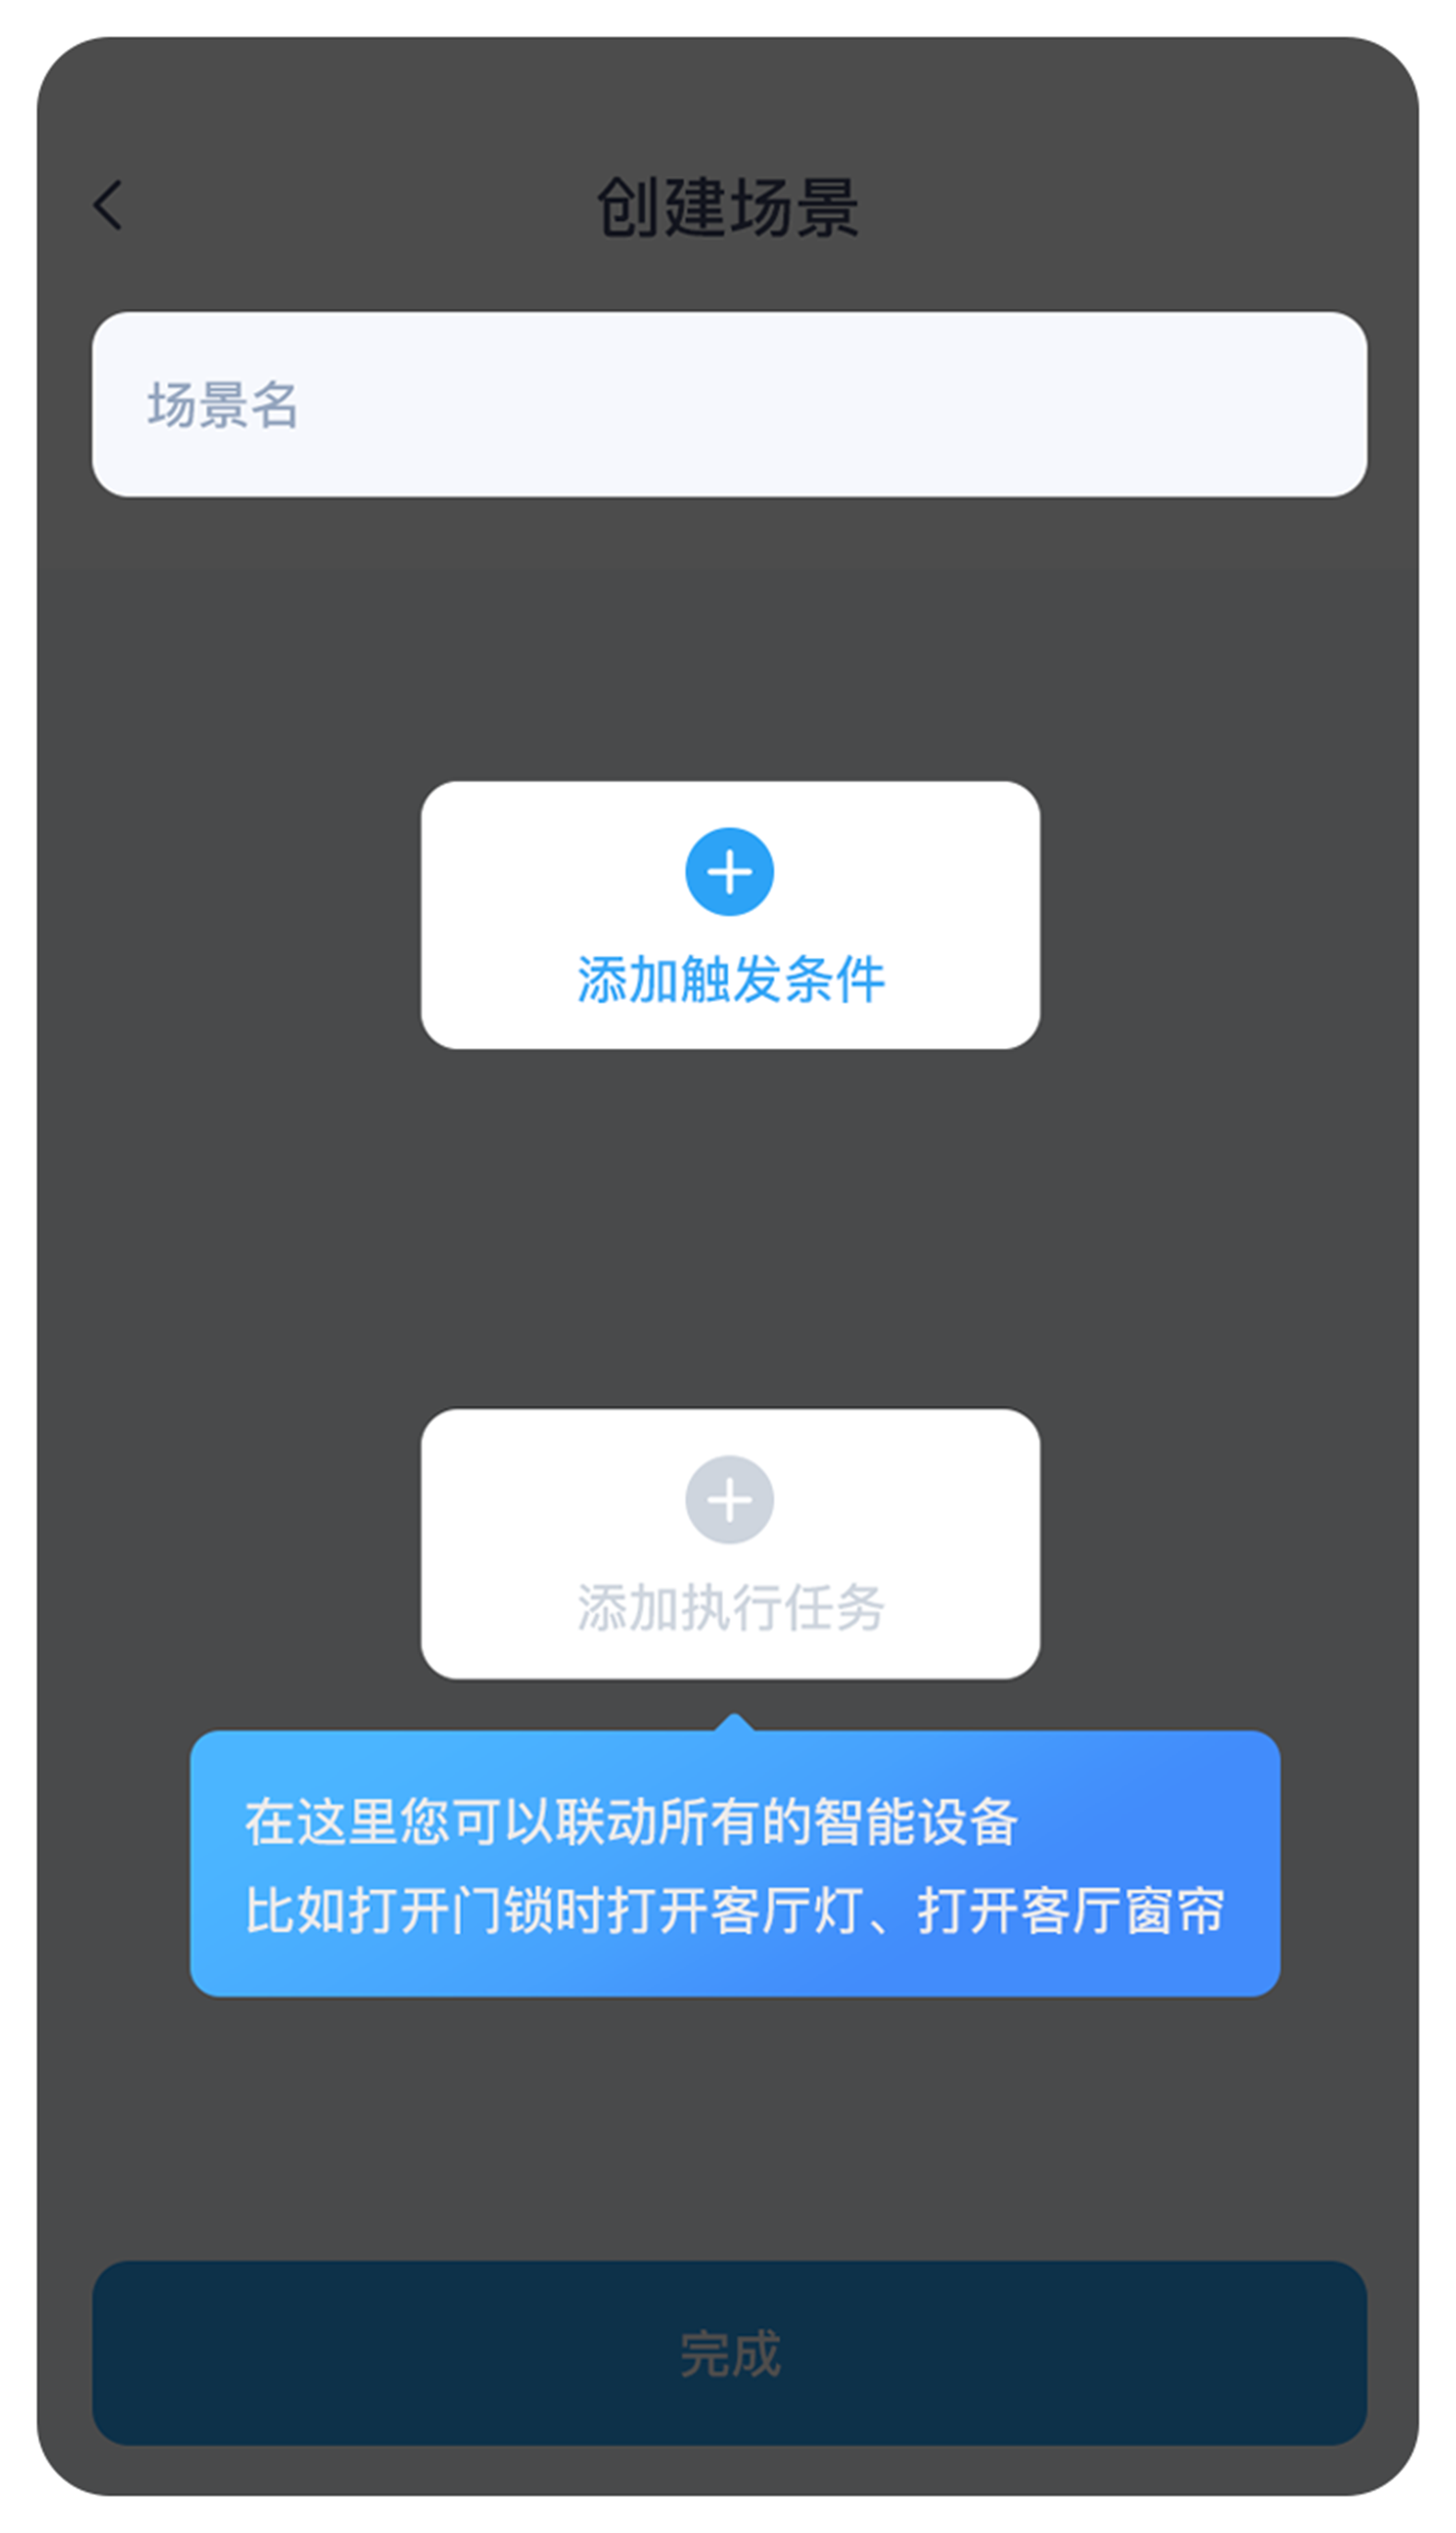 创建场景
场景名
添加触发条件
添加执行任务
在这里您可以联动所有的智能设备
比如打开门锁时打开客厅灯、打开客厅窗帘
完成